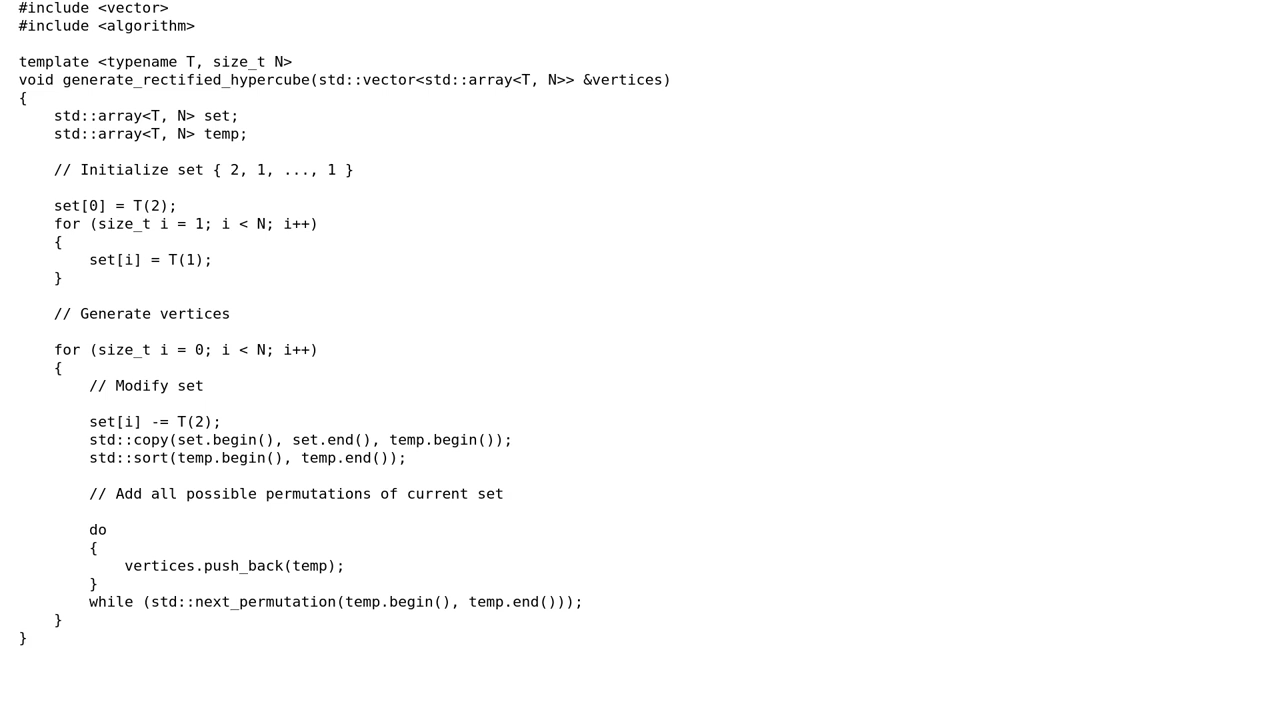 #include <vector>
#include <algorithm>

template <typename T, size_t N>
void generate_rectified_hypercube(std::vector<std::array<T, N>> &vertices)
{
    std::array<T, N> set;
    std::array<T, N> temp;

    // Initialize set { 2, 1, ..., 1 }

    set[0] = T(2);
    for (size_t i = 1; i < N; i++)
    {
        set[i] = T(1);
    }

    // Generate vertices

    for (size_t i = 0; i < N; i++)
    {
        // Modify set

        set[i] -= T(2);
        std::copy(set.begin(), set.end(), temp.begin());
        std::sort(temp.begin(), temp.end());

        // Add all possible permutations of current set

        do
        {
            vertices.push_back(temp);
        }
        while (std::next_permutation(temp.begin(), temp.end()));
    }
}